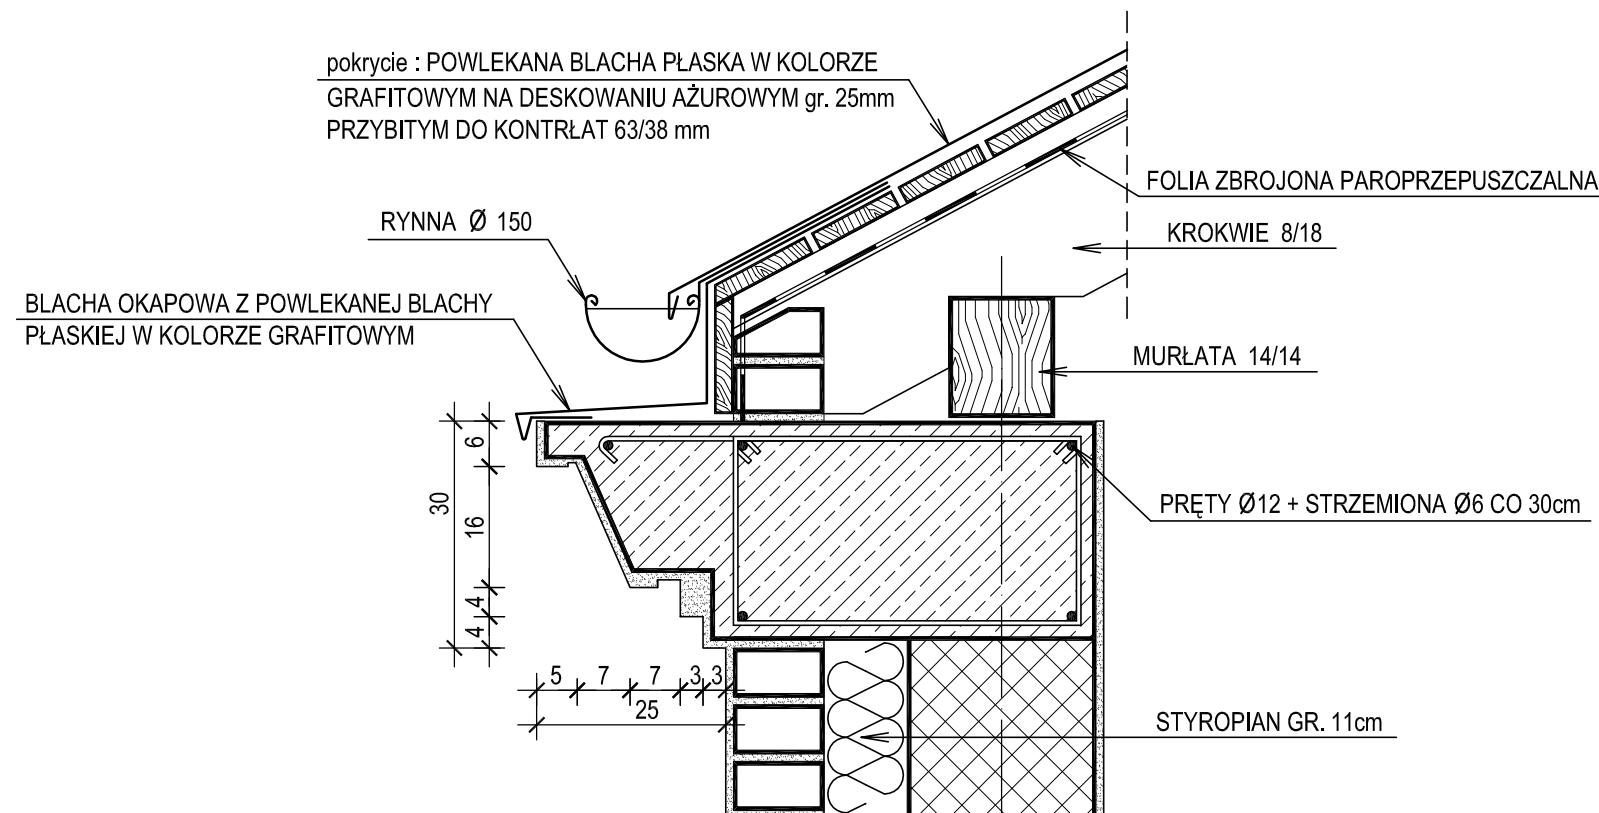 pokrycie : POWLEKANA BLACHA PŁASKA W KOLORZE
GRAFITOWYM NA DESKOWANIU AŻUROWYM gr. 25mm
PRZYBITYM DO KONTRŁAT 63/38 mm
FOLIA ZBROJONA PAROPRZEPUSZCZALNA
RYNNA Ø 150
KROKWIE 8/18
BLACHA OKAPOWA Z POWLEKANEJ BLACHY
PŁASKIEJ W KOLORZE GRAFITOWYM
MURŁATA 14/14
6
30
16
4
4
PRĘTY Ø12 + STRZEMIONA Ø6 CO 30cm
5 7 7 3 3
25
STYROPIAN GR. 11cm